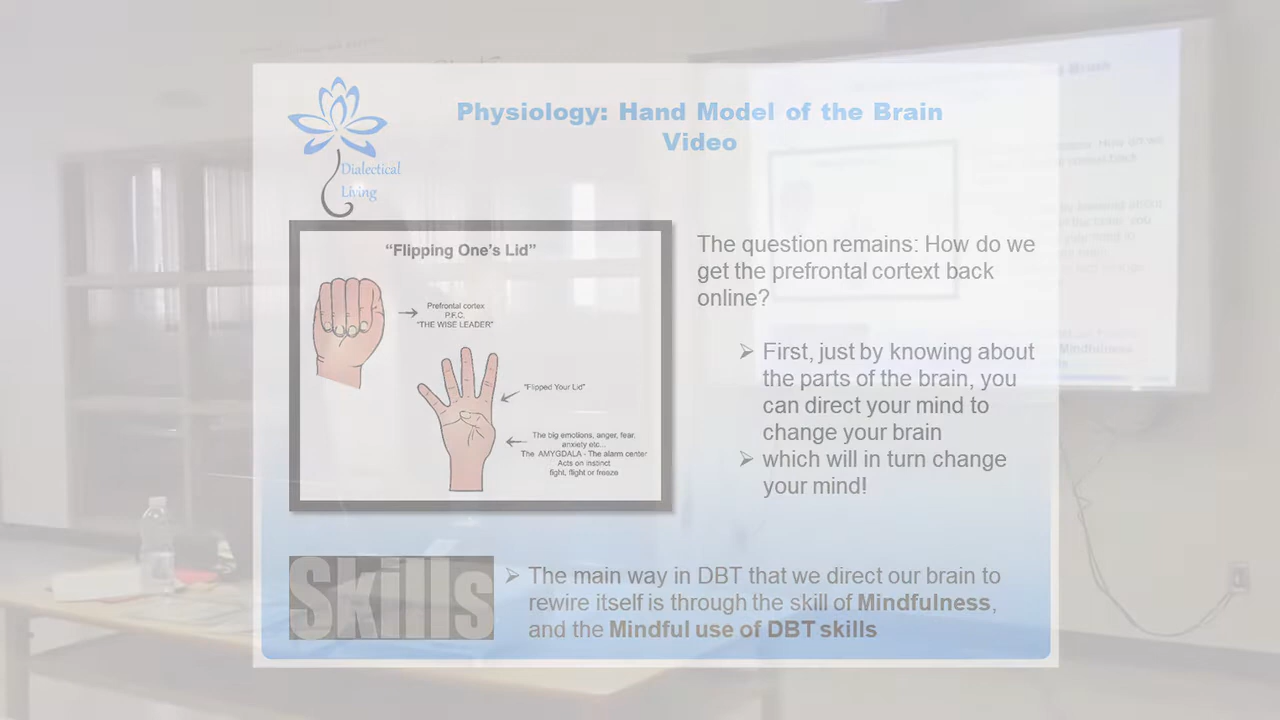 Physiology: Hand Model of the Brain
Video
Dialectical
Living
“Flipping One’s Lid”
Prefrontal cortex
P.F.C.
“THE WISE LEADER”
“Flipped Your Lid”
The big emotions, anger, fear,
anxiety etc...
The AMYGDALA - The alarm center
Acts on instinct
fight, flight or freeze
The question remains: How do we
get the prefrontal cortext back
online?
➢ First, just by knowing about
the parts of the brain, you
can direct your mind to
change your brain
➢ which will in turn change
your mind!
Skills
➢ The main way in DBT that we direct our brain to
rewire itself is through the skill of Mindfulness,
and the Mindful use of DBT skills